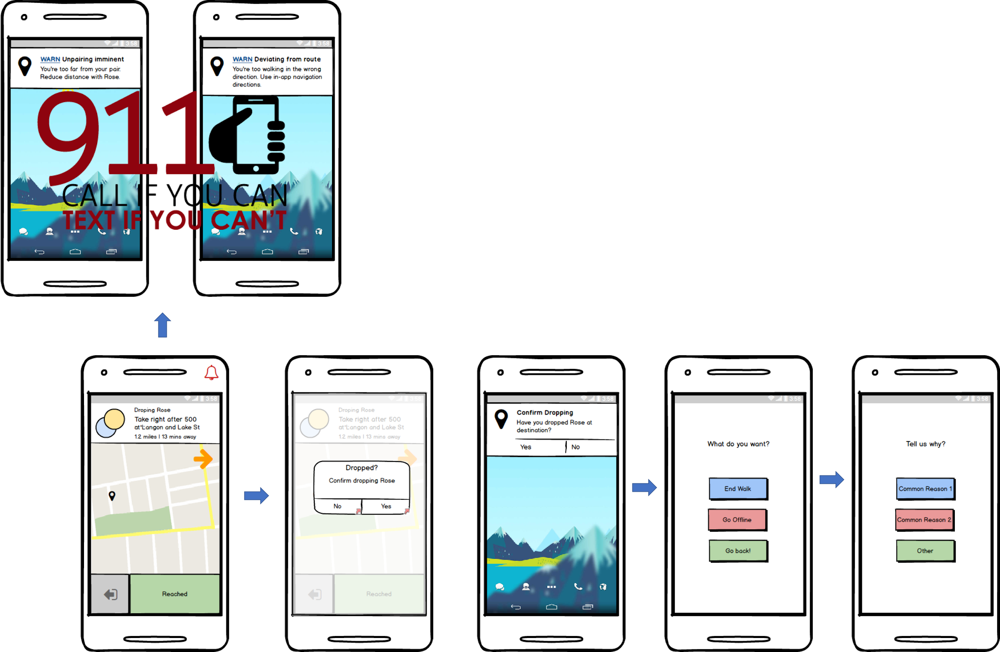 3:58
WARN Unpairing imminent
You're too far from your pair.
Reduce distance with Rose.
3:58
WARN Deviating from route
You're too walking in the wrong
direction. Use in-app navigation
directions.
911
CALL IF YOU CAN
TEXT IF YOU CAN'T
3:58
Droping Rose
Take right after 500
at Langon and Lake St
1.2 miles | 13 mins away
Reached
3:58
Droping Rose
Take right after 500
at Langon and Lake St
1.2 miles | 13 mins away
Dropped?
Confirm dropping Rose
No
Yes
Reached
3:58
Confirm Dropping
Have you dropped Rose at
destination?
Yes
No
3:58
What do you want?
End Walk
Go Offline
Go back!
3:58
Tell us why?
Common Reason 1
Common Reason 2
Other